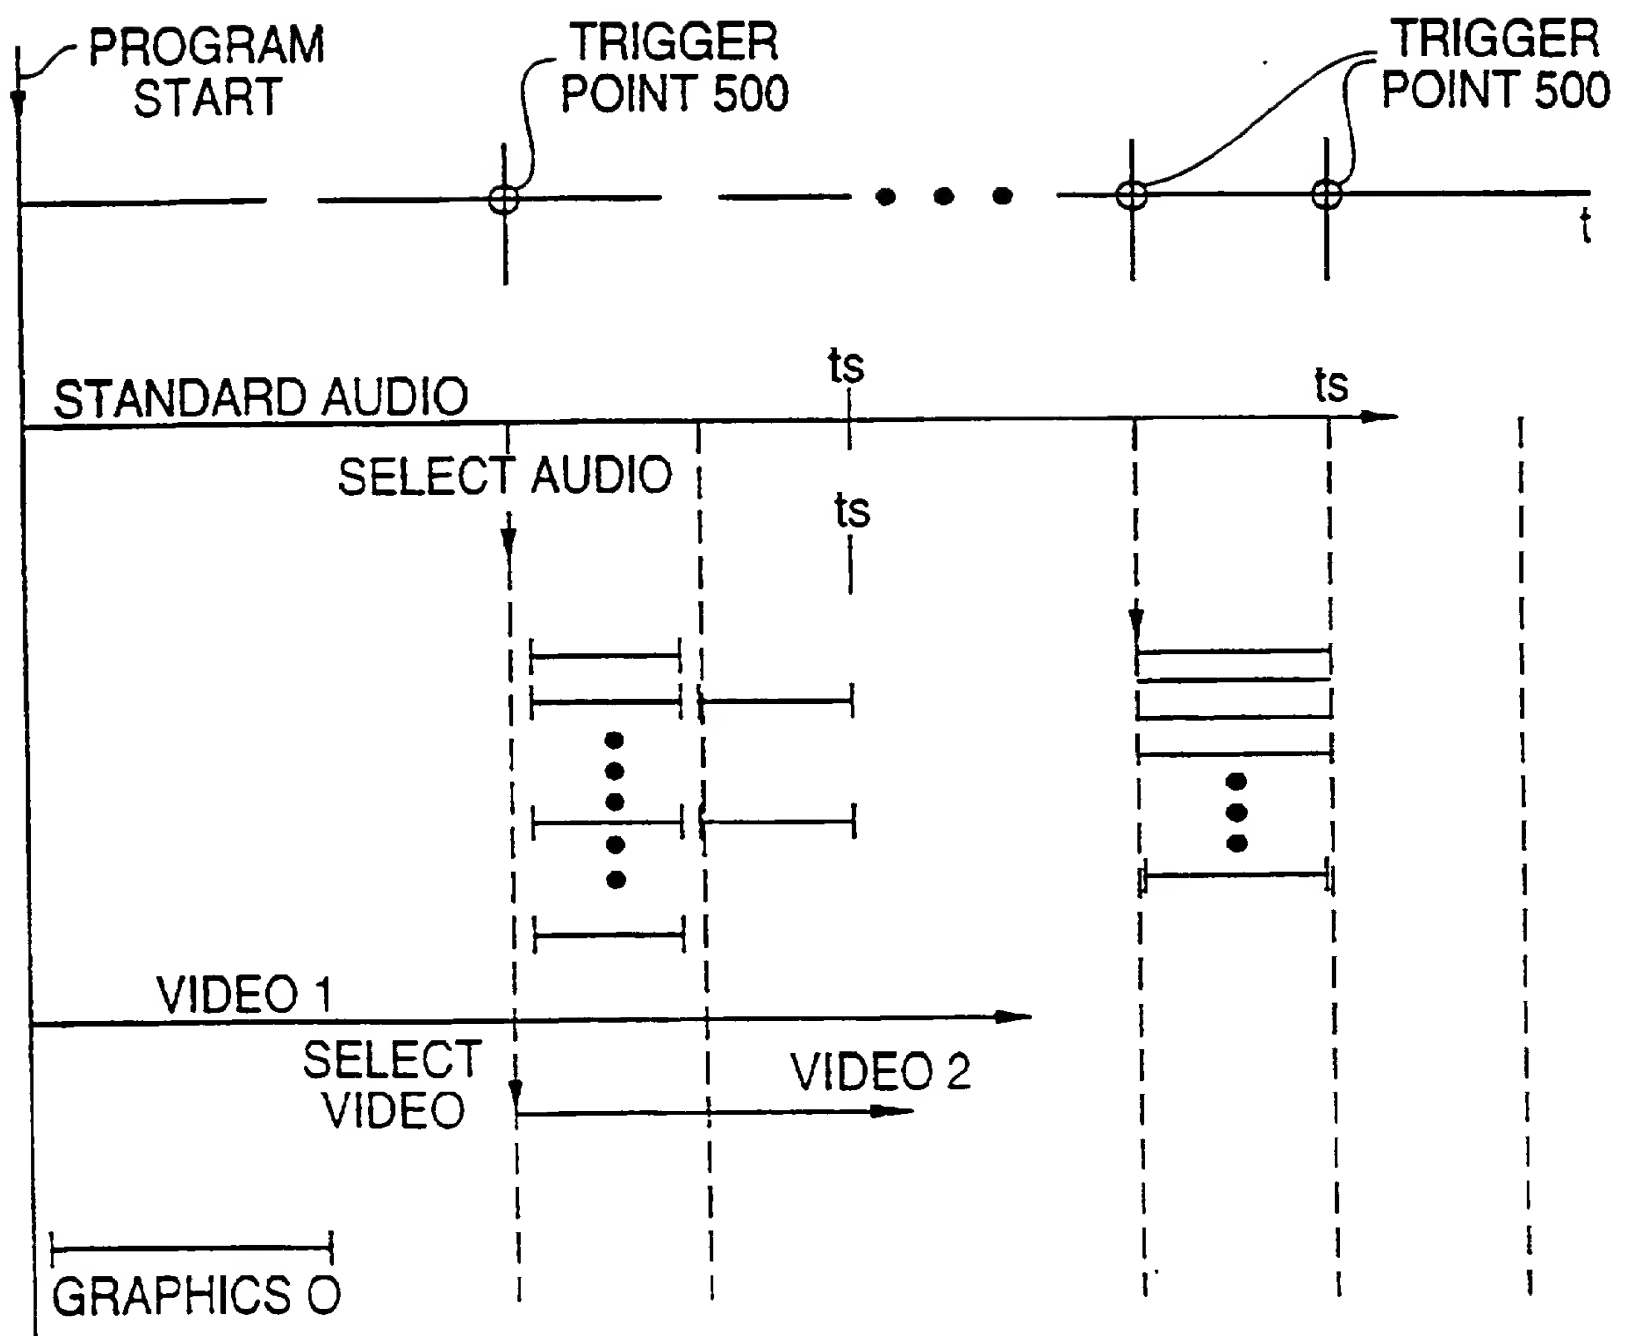 PROGRAM
START
TRIGGER
POINT 500
TRIGGER
POINT 500
t
STANDARD AUDIO
ts
ts
SELECT AUDIO
ts
VIDEO 1
SELECT
VIDEO
VIDEO 2
GRAPHICS O